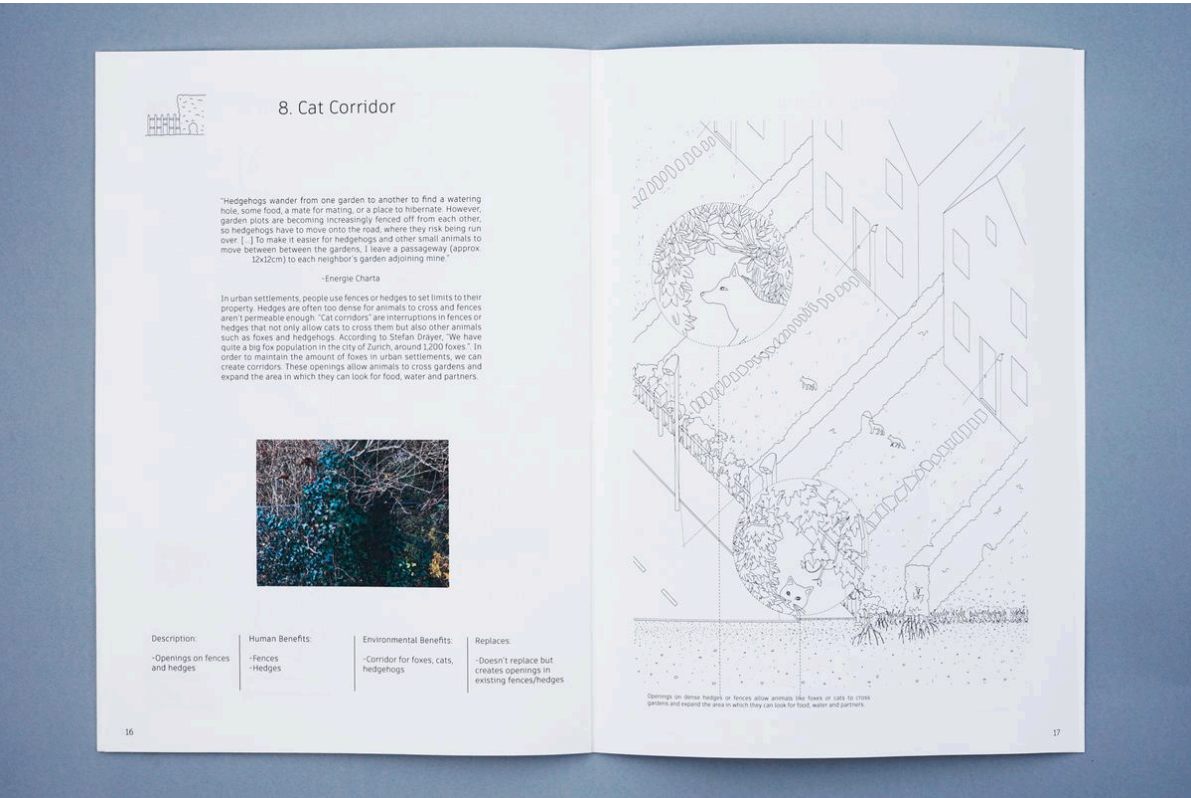 8. Cat Corridor
"Hedgehogs wander from one garden to another to find a watering
hole, some food, a mate for mating, or a place to hibernate. However,
garden plots are becoming increasingly fenced off from each other,
so hedgehogs have to move onto the road, where they risk being run
over. [...] To make it easier for hedgehogs and other small animals to
move between between the gardens, I leave a passageway (approx.
12x12cm) to each neighbor's garden adjoining mine."
-Energie Charta
In urban settlements, people use fences or hedges to set limits to their
property. Hedges are often too dense for animals to cross and fences
aren't permeable enough. "Cat corridors" are interruptions in fences or
hedges that not only allow cats to cross them but also other animals
such as foxes and hedgehogs. According to Stefan Dräyer, "We have
quite a big fox population in the city of Zurich, around 1,200 foxes.". In
order to maintain the amount of foxes in urban settlements, we can
create corridors. These openings allow animals to cross gardens and
expand the area in which they can look for food, water and partners.
Description:
-Openings on fences
and hedges
Human Benefits:
-Fences
-Hedges
Environmental Benefits:
-Corridor for foxes, cats,
hedgehogs
Replaces:
-Doesn't replace but
creates openings in
existing fences/hedges
16
Openings on dense hedges or fences allow animals like foxes or cats to cross
gardens and expand the area in which they can look for food, water and partners.
17